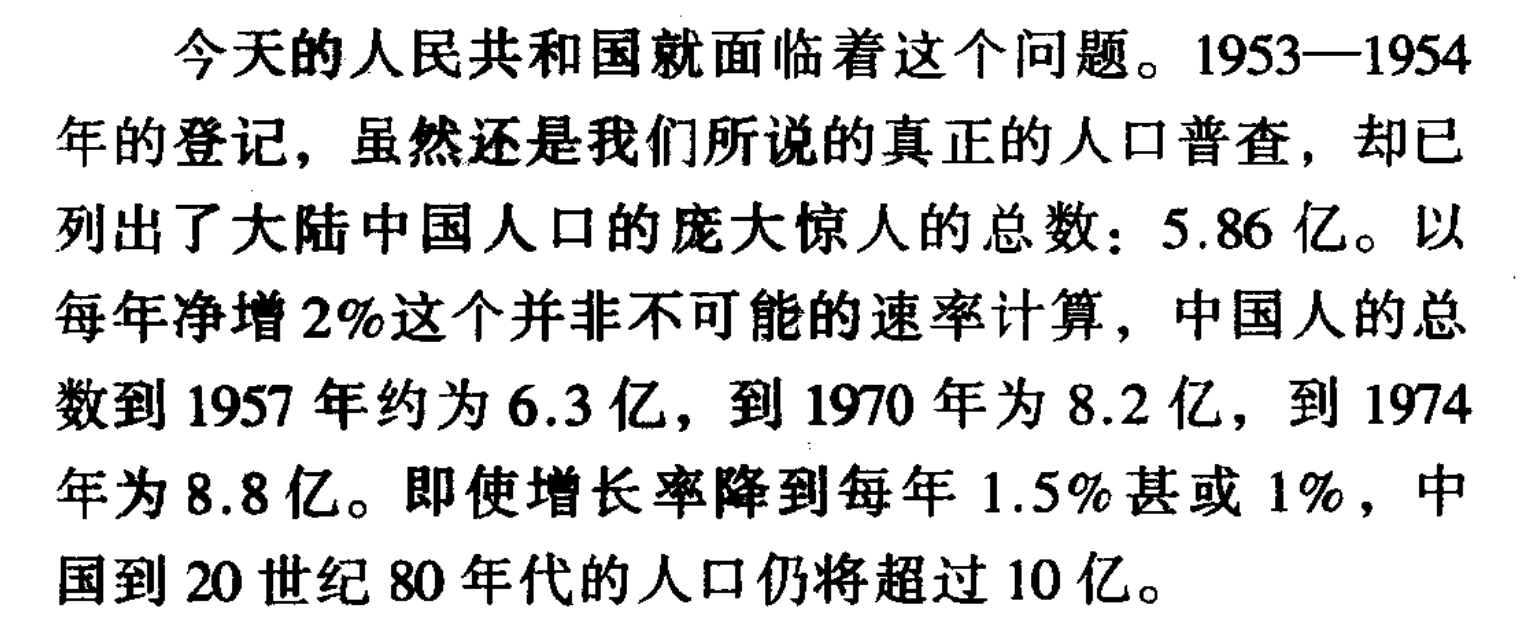 今天的人民共和国就面临着这个问题。1953—1954
年的登记，虽然还是我们所说的真正的人口普查，却已
列出了大陆中国人口的庞大惊人的总数：5.86 亿。以
每年净增 2%这个并非不可能的速率计算，中国人的总
数到 1957 年约为 6.3 亿，到 1970 年为 8.2 亿，到 1974
年为 8.8 亿。即使增长率降到每年 1.5%甚或 1%，中
国到 20 世纪 80 年代的人口仍将超过 10 亿。